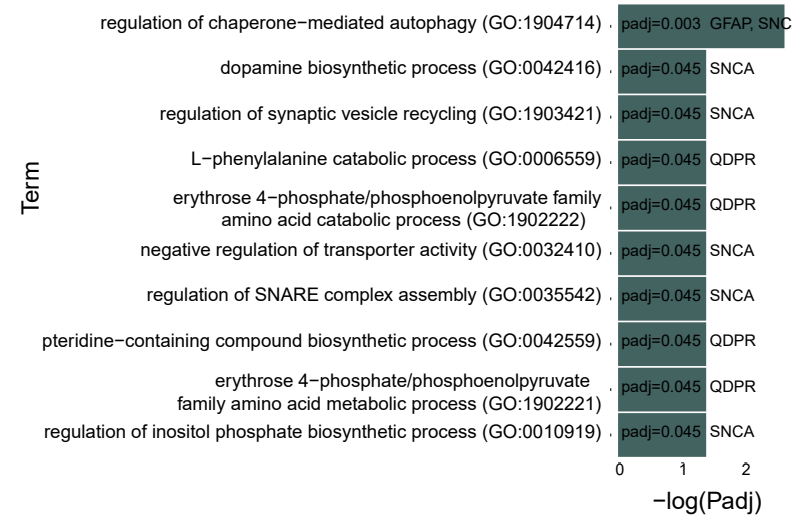 regulation of chaperone−mediated autophagy (GO:1904714) padj=0.003 GFAP, SNC
dopamine biosynthetic process (GO:0042416) padj=0.045 SNCA
regulation of synaptic vesicle recycling (GO:1903421) padj=0.045 SNCA
L−phenylalanine catabolic process (GO:0006559) padj=0.045 QDPR
erythrose 4−phosphate/phosphoenolpyruvate family
amino acid catabolic process (GO:1902222) padj=0.045 QDPR
negative regulation of transporter activity (GO:0032410) padj=0.045 SNCA
regulation of SNARE complex assembly (GO:0035542) padj=0.045 SNCA
pteridine−containing compound biosynthetic process (GO:0042559) padj=0.045 QDPR
erythrose 4−phosphate/phosphoenolpyruvate
family amino acid metabolic process (GO:1902221) padj=0.045 QDPR
regulation of inositol phosphate biosynthetic process (GO:0010919) padj=0.045 SNCA
Term
0 1 2
−log(Padj)